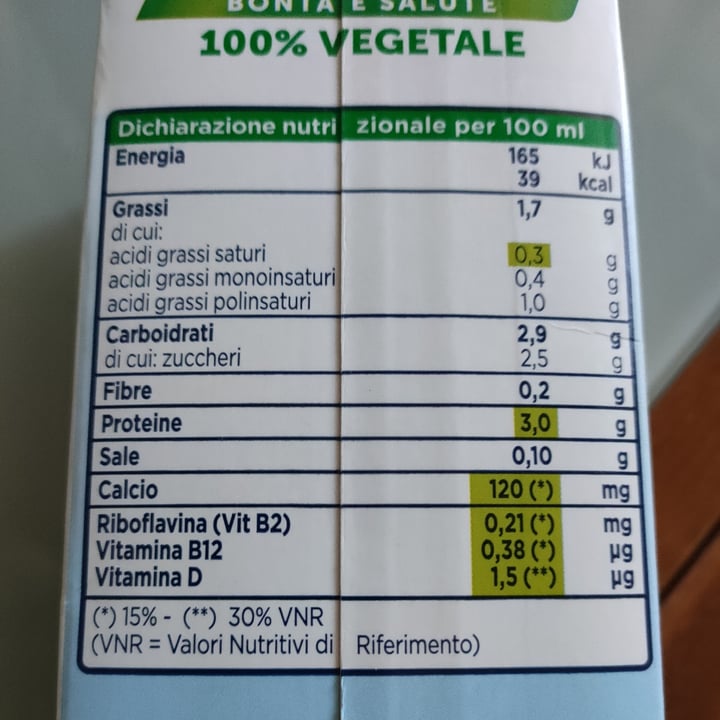 BONTÀ E SALUTE
100% VEGETALE
Dichiarazione nutrizionale per 100 ml
Energia 165 kJ
39 kcal
Grassi 1,7 g
di cui:
acidi grassi saturi 0,3 g
acidi grassi monoinsaturi 0,4 g
acidi grassi polinsaturi 1,0 g
Carboidrati 2,9 g
di cui: zuccheri 2,5 g
Fibre 0,2 g
Proteine 3,0 g
Sale 0,10 g
Calcio 120 (*) mg
Riboflavina (Vit B2) 0,21 (*) mg
Vitamina B12 0,38 (*) µg
Vitamina D 1,5 (**) µg
(*) 15% - (**) 30% VNR
(VNR = Valori Nutritivi di Riferimento)